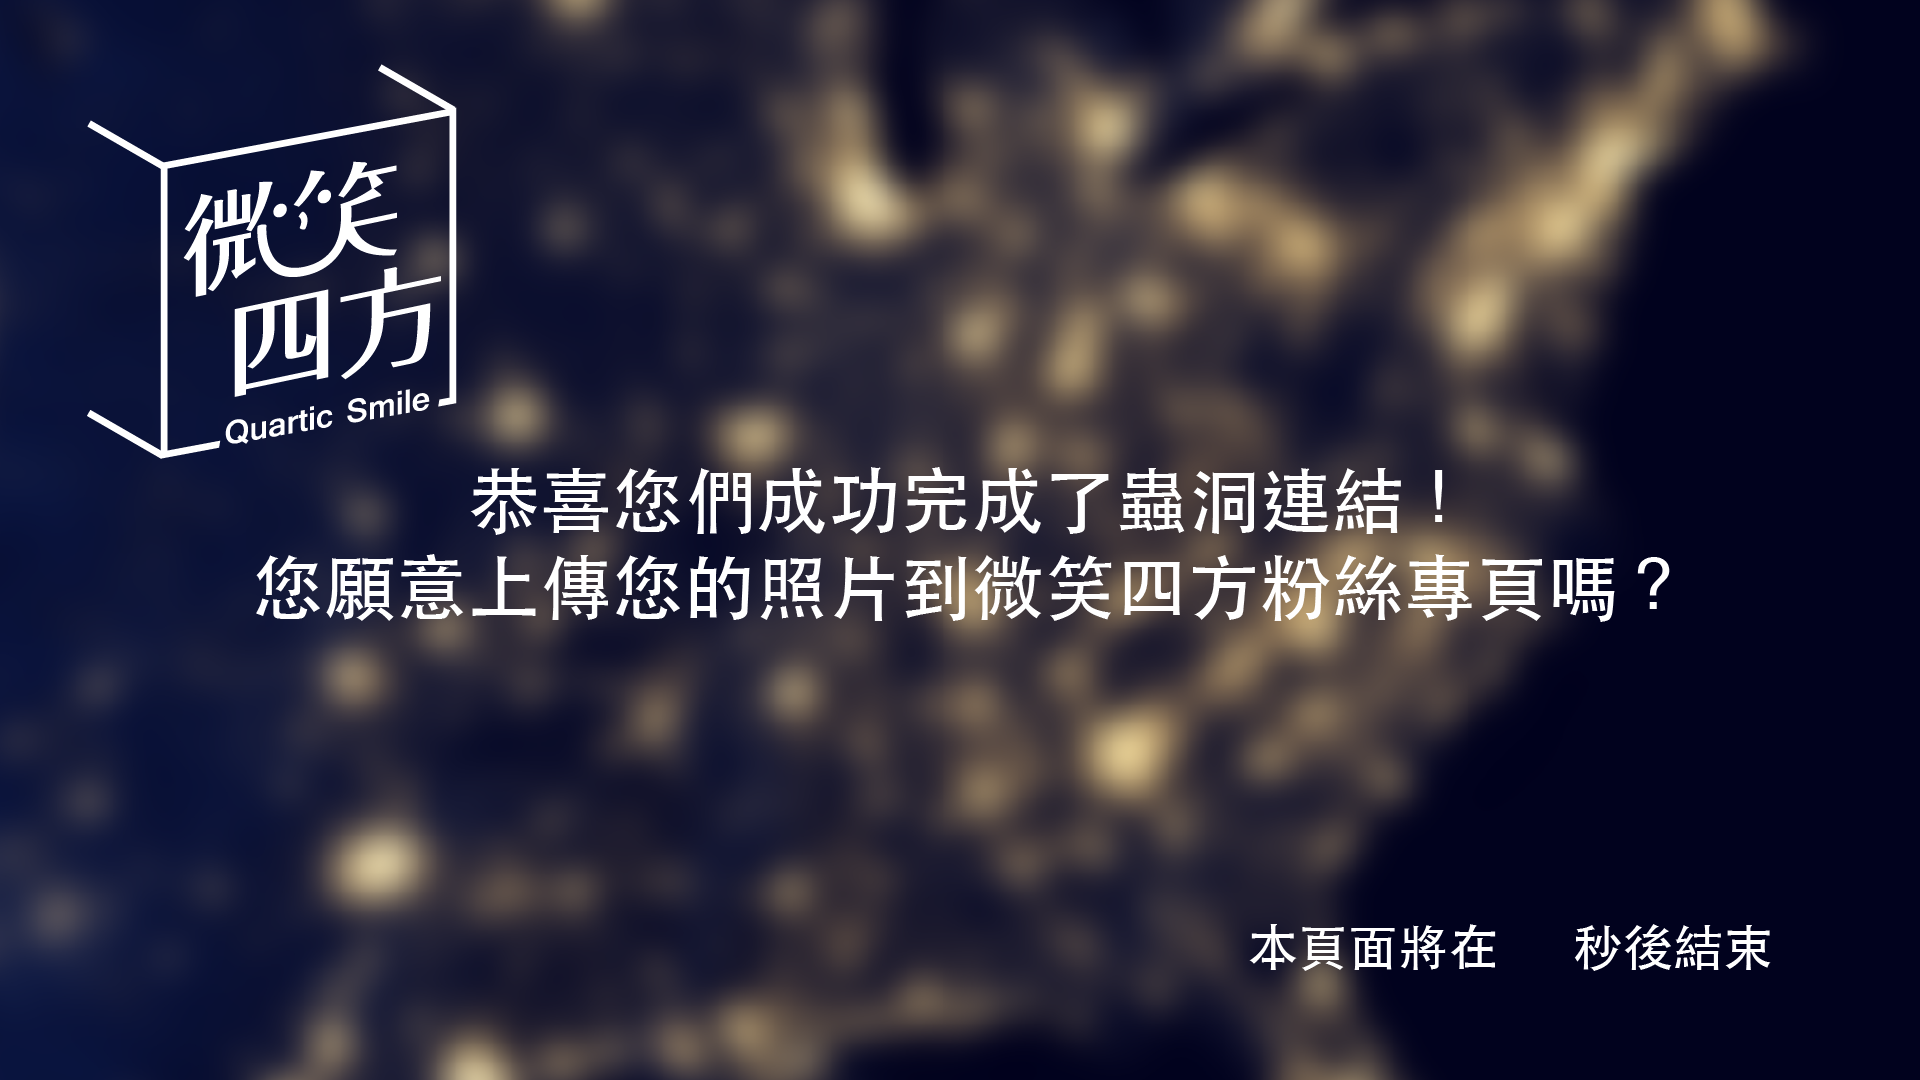 微笑
四方
Quartic Smile
恭喜您們成功完成了蟲洞連結！
您願意上傳您的照片到微笑四方粉絲專頁嗎？
本頁面將在 秒後結束